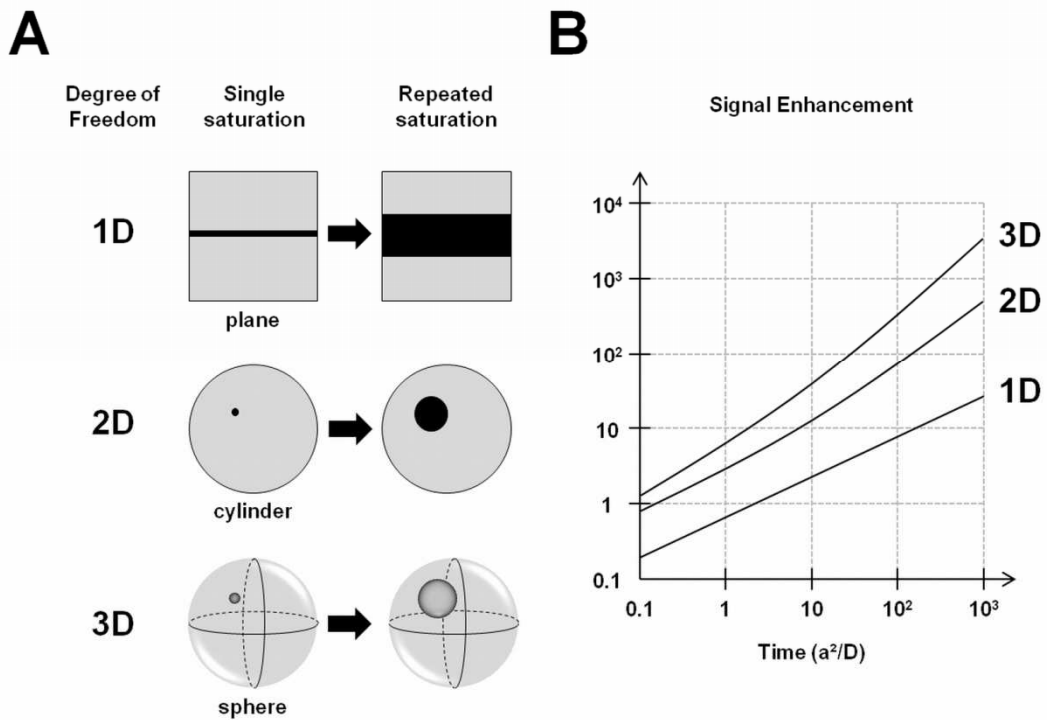 A
Degree of
Freedom
Single
saturation
Repeated
saturation
1D
plane
2D
cylinder
3D
sphere
B
Signal Enhancement
10⁴
10³
10²
10
1
0.1
0.1
1
10
10²
10³
Time (a²/D)
3D
2D
1D